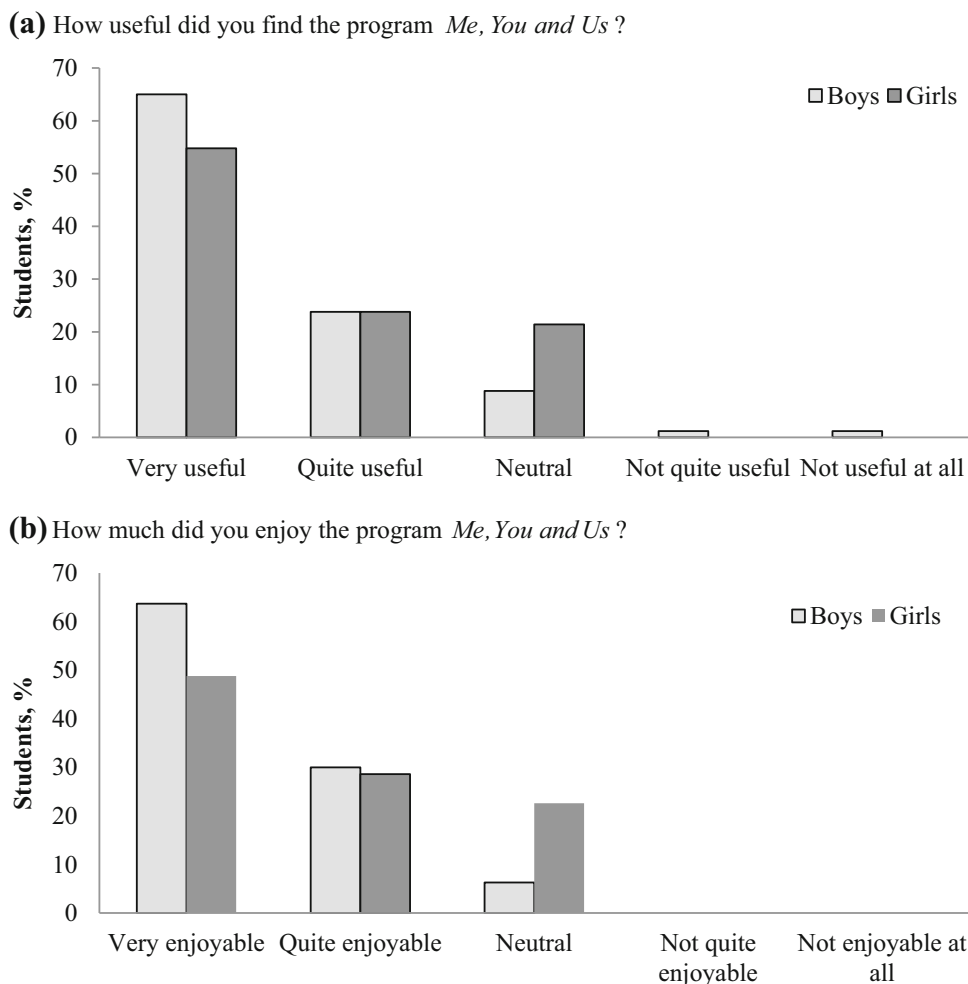 (a) How useful did you find the program Me, You and Us ?
70
60
50
40
30
20
10
0
Students, %
Boys Girls
Very useful Quite useful Neutral Not quite useful Not useful at all
(b) How much did you enjoy the program Me, You and Us ?
70
60
50
40
30
20
10
0
Students, %
Boys Girls
Very enjoyable Quite enjoyable Neutral Not quite enjoyable Not enjoyable at all